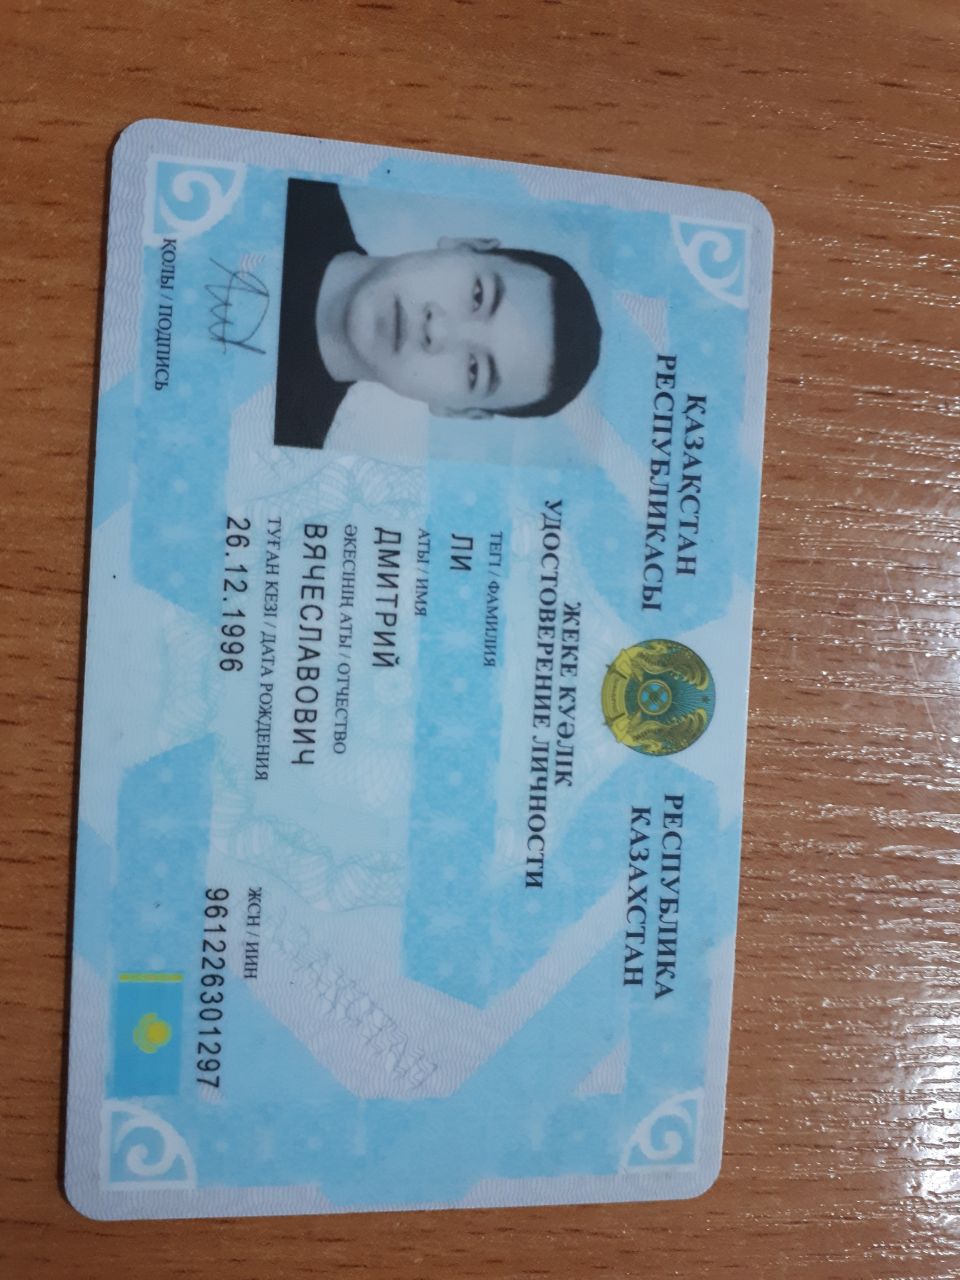 ҚАЗАҚСТАН
РЕСПУБЛИКАСЫ
РЕСПУБЛИКА
КАЗАХСТАН
ЖЕКЕ КУӘЛІК
УДОСТОВЕРЕНИЕ ЛИЧНОСТИ
ТЕГІ / ФАМИЛИЯ
ЛИ
АТЫ / ИМЯ
ДМИТРИЙ
ӘКЕСІНІҢ АТЫ / ОТЧЕСТВО
ВЯЧЕСЛАВОВИЧ
ТУҒАН КЕЗІ / ДАТА РОЖДЕНИЯ
26.12.1996
ҚОЛЫ / ПОДПИСЬ
ЖСН / ИИН
961226301297